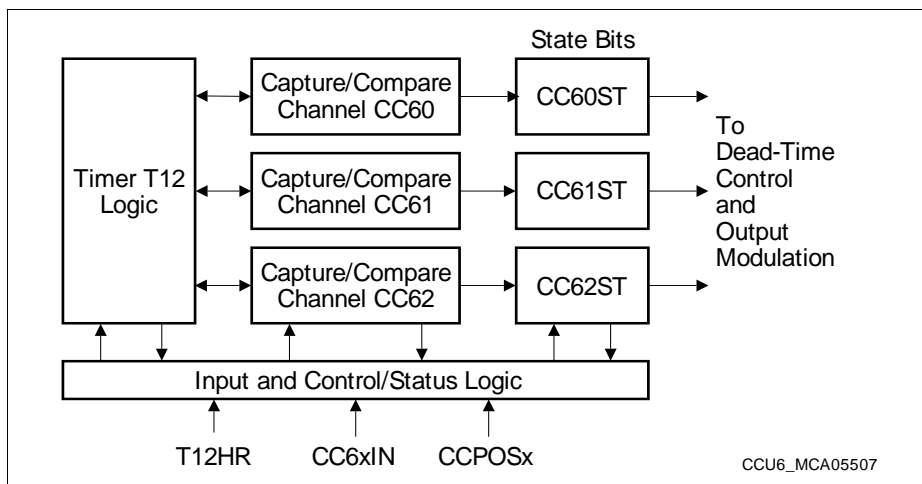 State Bits
Capture/Compare
Channel CC60
CC60ST
Timer T12
Logic
Capture/Compare
Channel CC61
CC61ST
Capture/Compare
Channel CC62
CC62ST
To
Dead-Time
Control
and
Output
Modulation
Input and Control/Status Logic
T12HR
CC6xIN
CCPOSx
CCU6_MCA05507